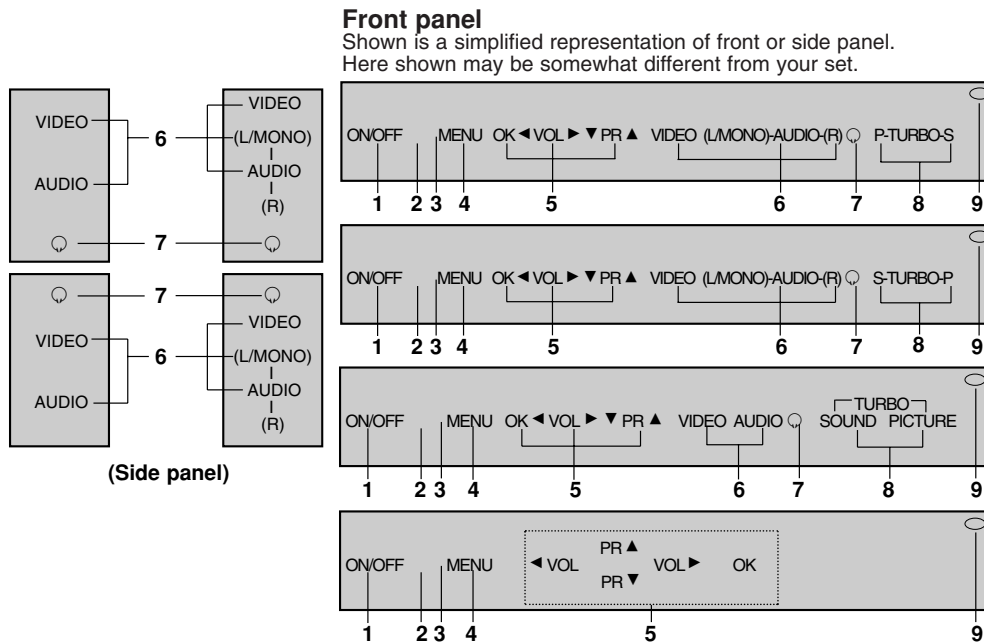 Front panel
Shown is a simplified representation of front or side panel.
Here shown may be somewhat different from your set.
VIDEO
AUDIO
6
VIDEO
(L/MONO)
AUDIO
(R)
7
7
VIDEO
AUDIO
6
VIDEO
(L/MONO)
AUDIO
(R)
(Side panel)
ON/OFF MENU OK ◄ VOL ► ▼ PR ▲ VIDEO (L/MONO)-AUDIO-(R) P-TURBO-S
1 2 3 4 5 6 7 8 9
ON/OFF MENU OK ◄ VOL ► ▼ PR ▲ VIDEO (L/MONO)-AUDIO-(R) S-TURBO-P
1 2 3 4 5 6 7 8 9
TURBO
ON/OFF MENU OK ◄ VOL ► ▼ PR ▲ VIDEO AUDIO SOUND PICTURE
1 2 3 4 5 6 7 8 9
PR ▲
ON/OFF MENU ◄ VOL VOL ► OK
PR ▼
1 2 3 4 5 9